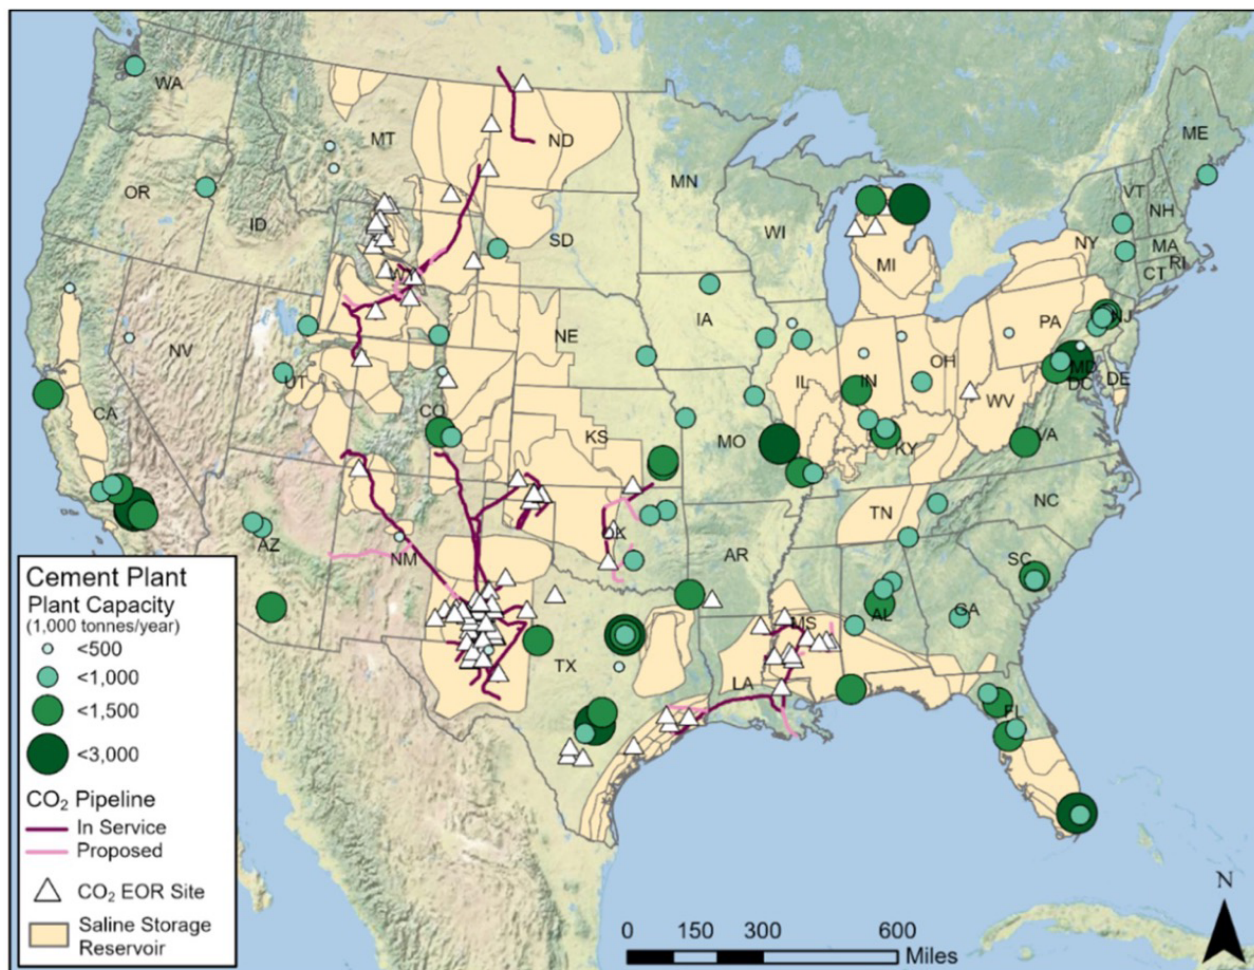 WA
MT
ND
ME
OR
ID
MN
VT
NH
SD
WI
NY
MA
CT
RI
WY
MI
IA
NE
PA
NJ
NV
UT
OH
IL
IN
MD
DC
DE
CA
CO
WV
KS
MO
KY
VA
OK
TN
NC
AZ
NM
AR
SC
MS
AL
GA
TX
LA
FL
Cement Plant
Plant Capacity
(1,000 tonnes/year)
<500
<1,000
<1,500
<3,000
CO₂ Pipeline
In Service
Proposed
CO₂ EOR Site
Saline Storage
Reservoir
N
0 150 300 600
Miles